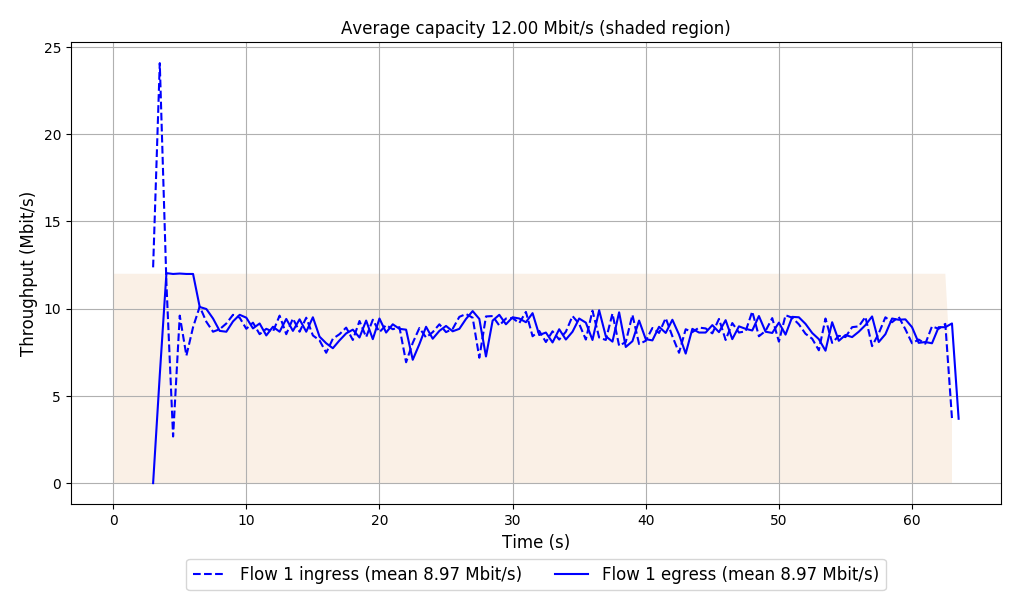 Average capacity 12.00 Mbit/s (shaded region)
Throughput (Mbit/s)
25
20
15
10
5
0
0 10 20 30 40 50 60
Time (s)
Flow 1 ingress (mean 8.97 Mbit/s) Flow 1 egress (mean 8.97 Mbit/s)